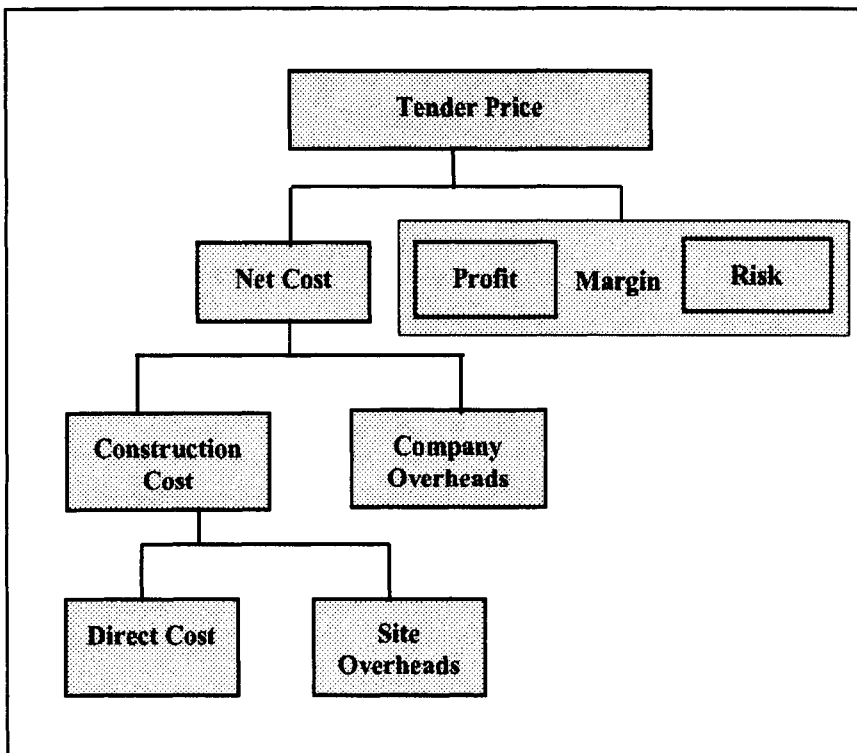 Tender Price
Net Cost
Profit
Margin
Risk
Construction
Cost
Company
Overheads
Direct Cost
Site
Overheads